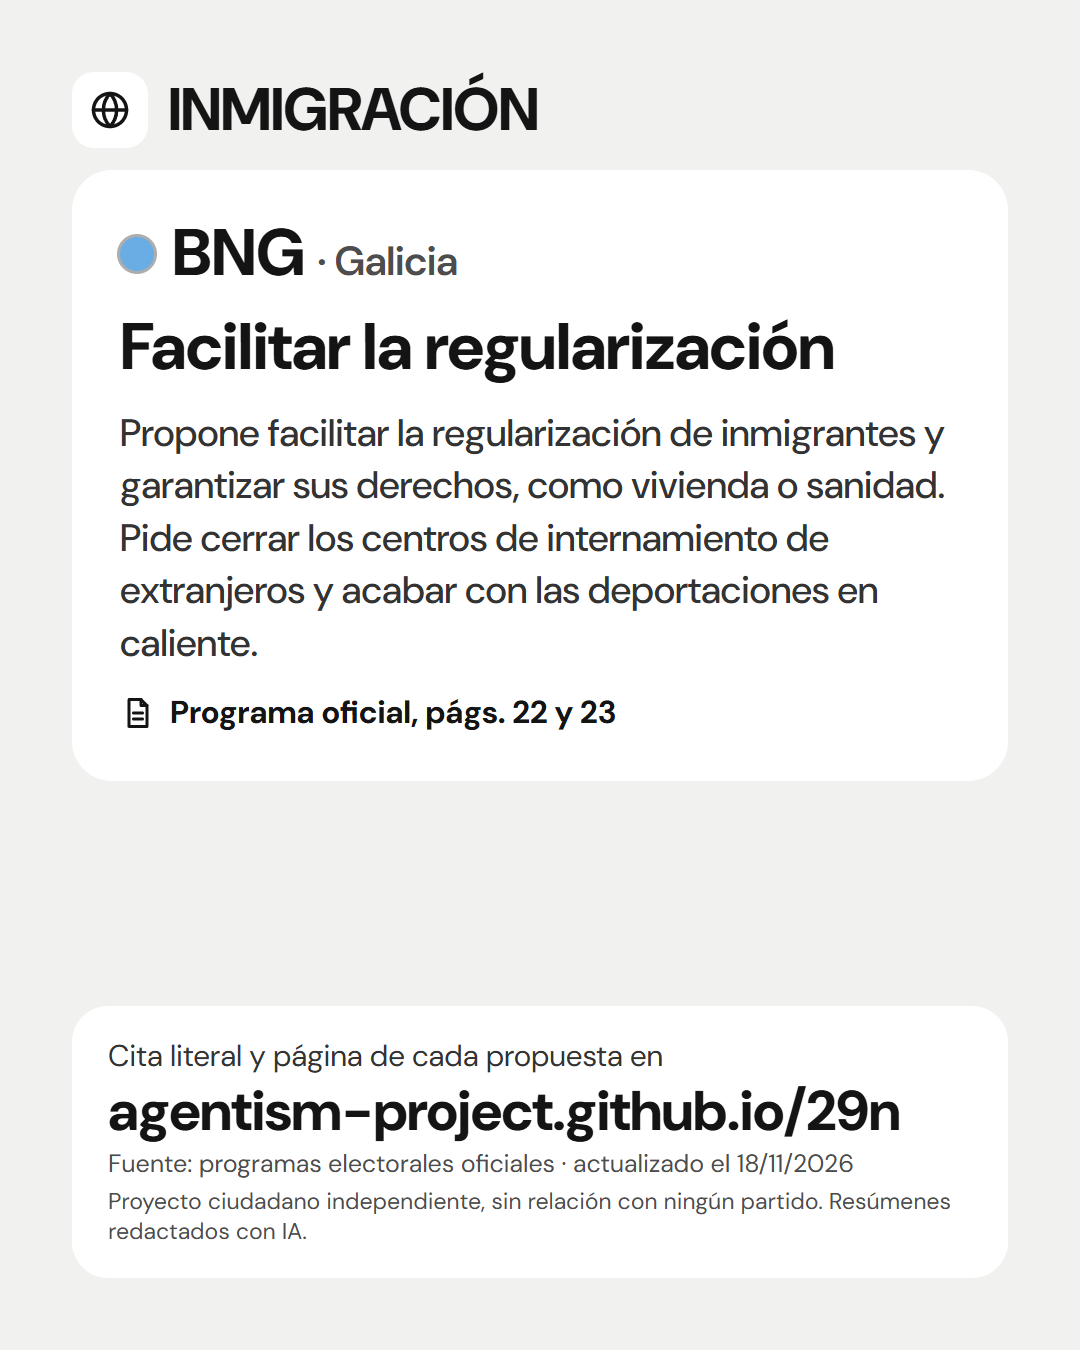 INMIGRACIÓN
BNG · Galicia
Facilitar la regularización
Propone facilitar la regularización de inmigrantes y
garantizar sus derechos, como vivienda o sanidad.
Pide cerrar los centros de internamiento de
extranjeros y acabar con las deportaciones en
caliente.
Programa oficial, págs. 22 y 23
Cita literal y página de cada propuesta en
agentism-project.github.io/29n
Fuente: programas electorales oficiales · actualizado el 18/11/2026
Proyecto ciudadano independiente, sin relación con ningún partido. Resúmenes
redactados con IA.